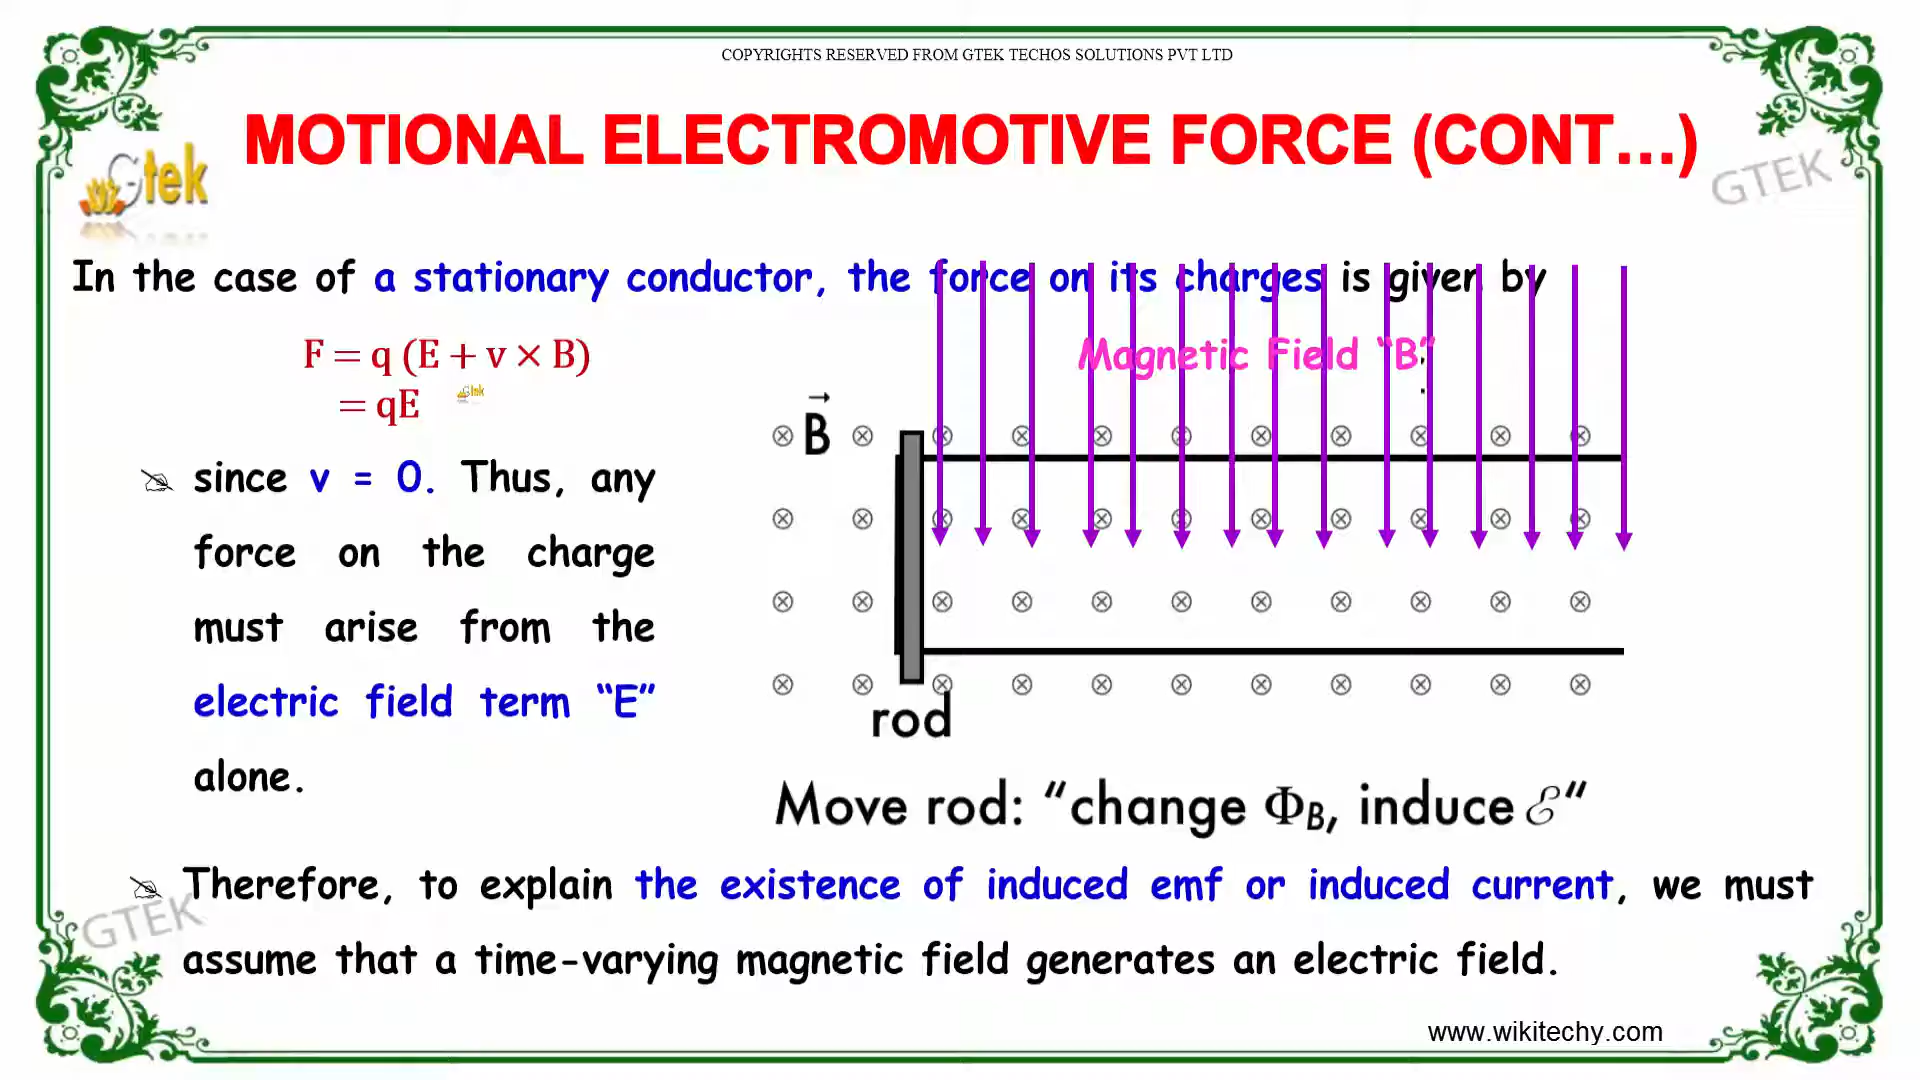 COPYRIGHTS RESERVED FROM GTEK TECHOS SOLUTIONS PVT LTD
MOTIONAL ELECTROMOTIVE FORCE (CONT...)
Gtek
GTEK
In the case of a stationary conductor, the force on its charges is given by
F = q (E + v × B)
= qE
Gtek
Magnetic Field “B”
B
since v = 0. Thus, any
force on the charge
must arise from the
electric field term “E”
alone.
rod
Move rod: “change Φ_B, induce ℰ“
Therefore, to explain the existence of induced emf or induced current, we must
GTEK
assume that a time-varying magnetic field generates an electric field.
www.wikitechy.com